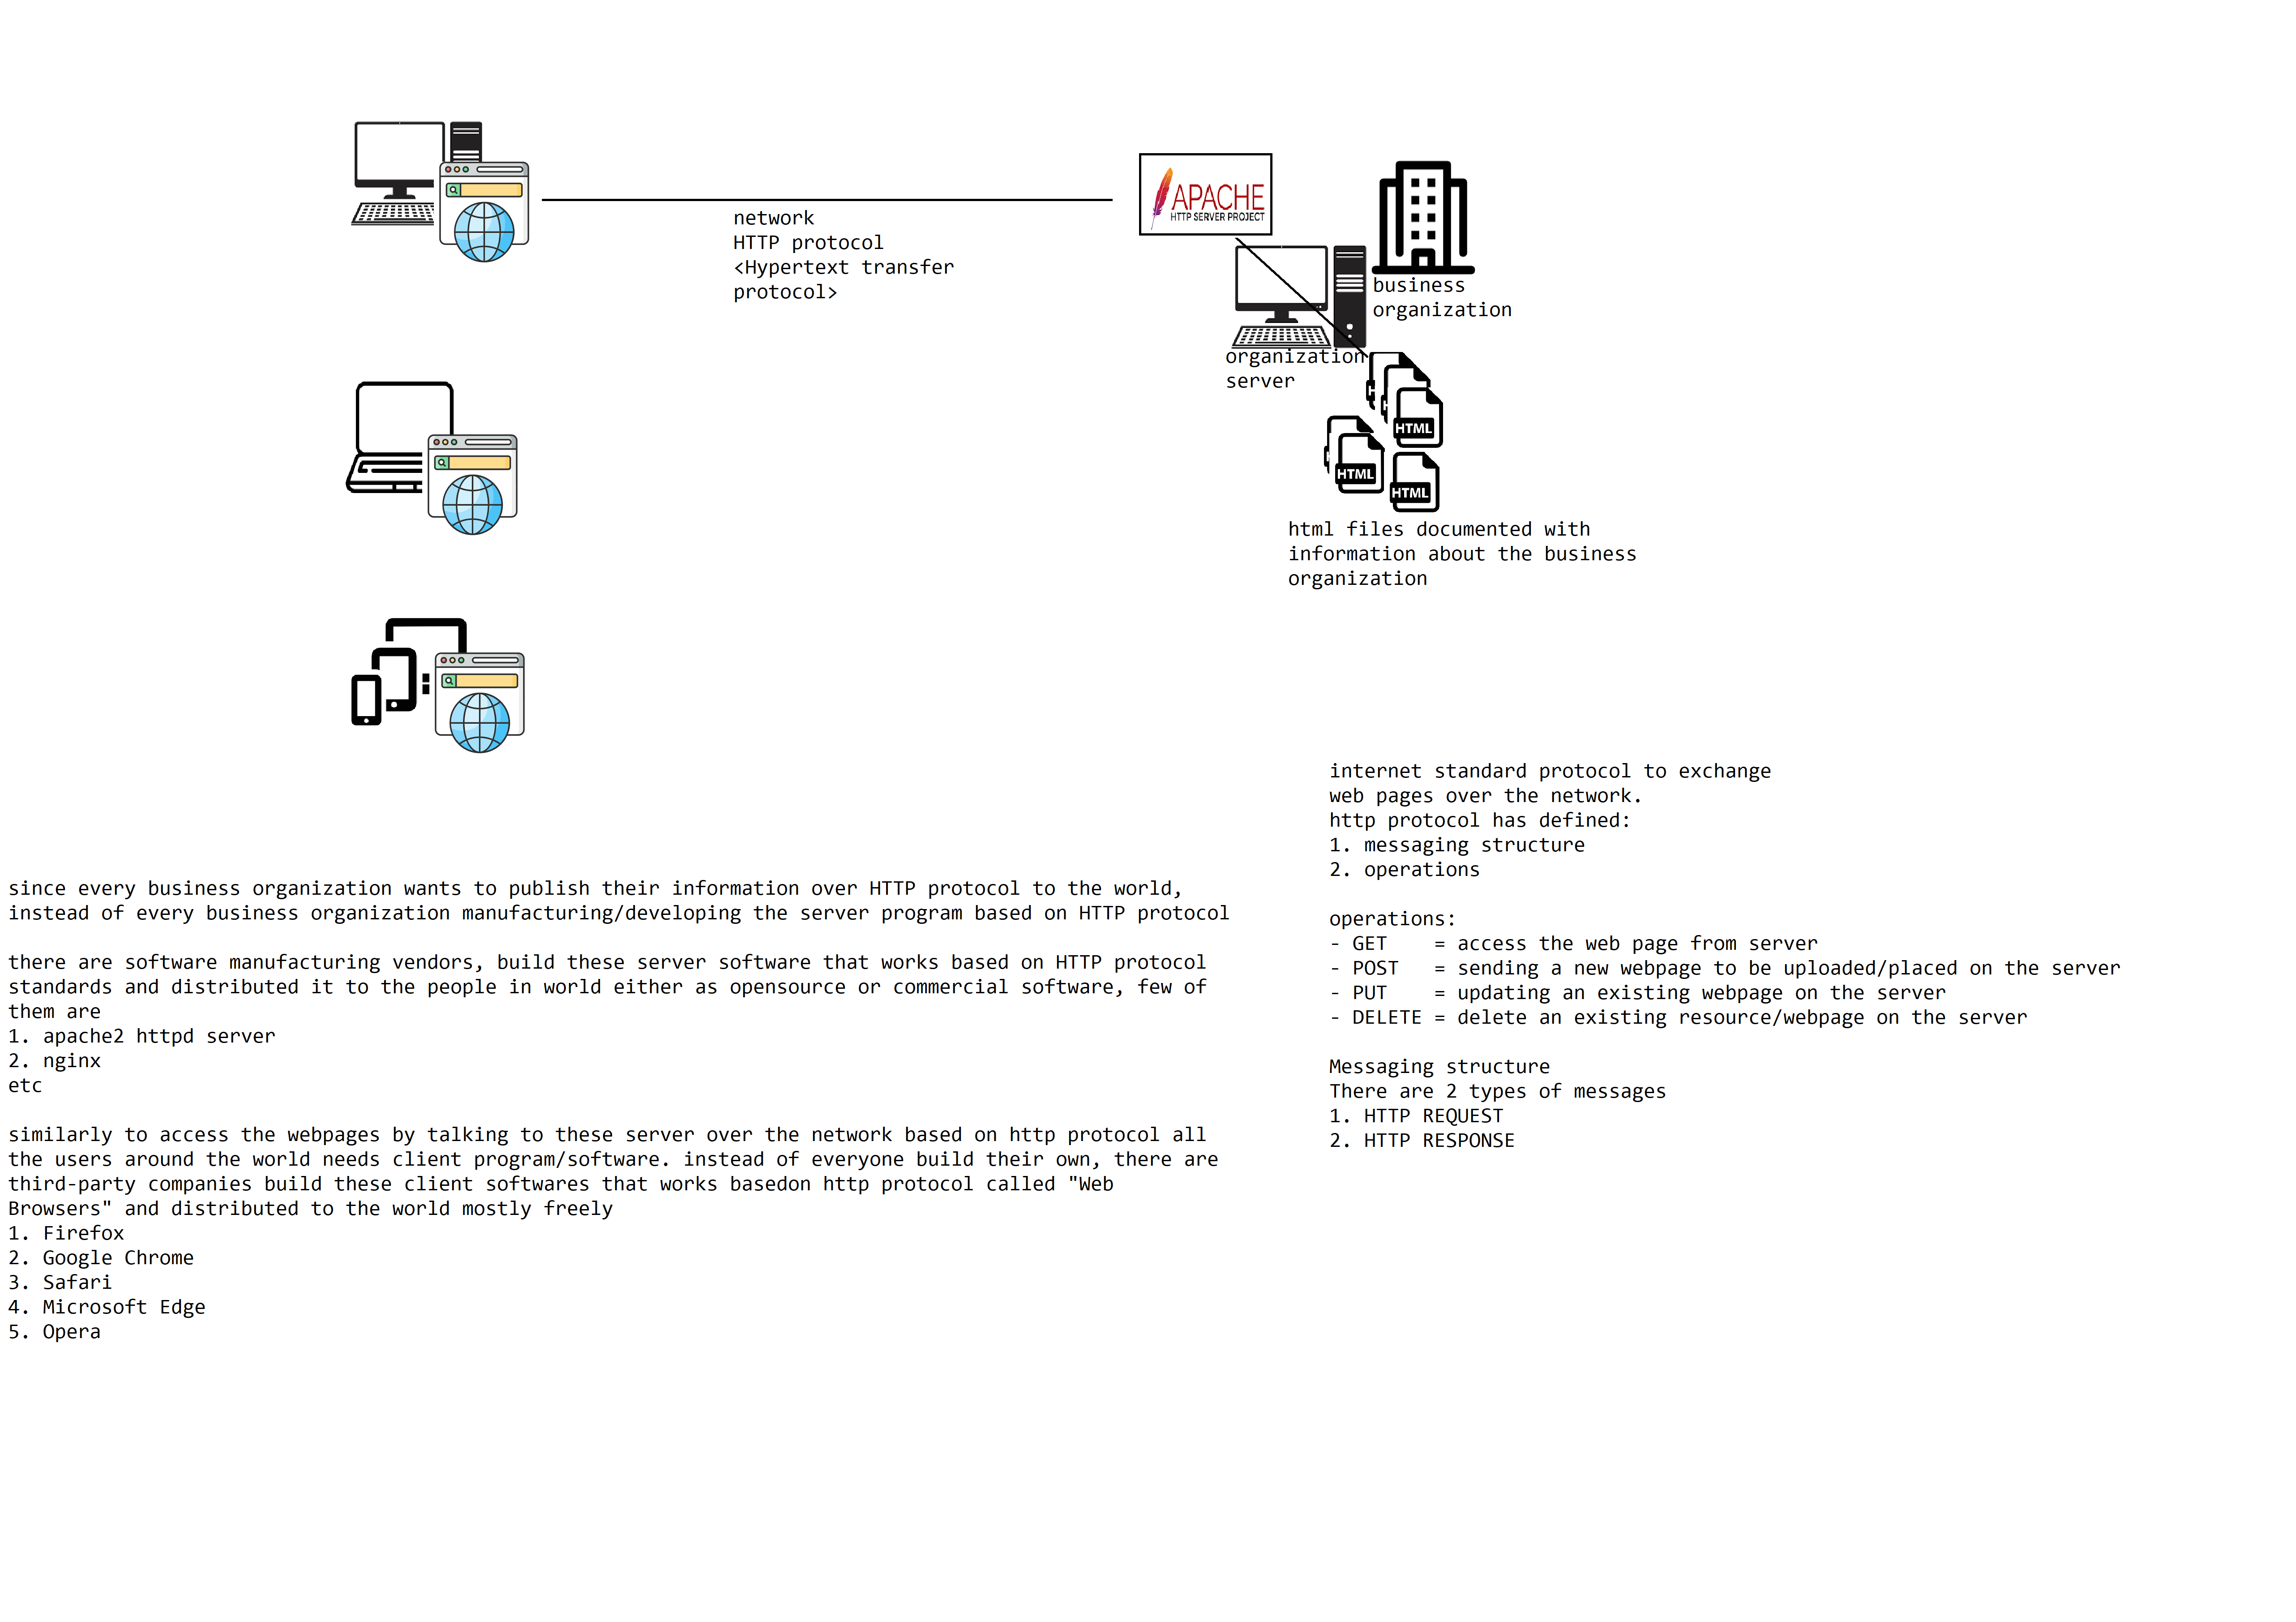 network
HTTP protocol
<Hypertext transfer
protocol>
APACHE
HTTP SERVER PROJECT
business
organization
organization
server
HTML
HTML
HTML
html files documented with
information about the business
organization
internet standard protocol to exchange
web pages over the network.
http protocol has defined:
1. messaging structure
2. operations
operations:
- GET    = access the web page from server
- POST   = sending a new webpage to be uploaded/placed on the server
- PUT    = updating an existing webpage on the server
- DELETE = delete an existing resource/webpage on the server
Messaging structure
There are 2 types of messages
1. HTTP REQUEST
2. HTTP RESPONSE
since every business organization wants to publish their information over HTTP protocol to the world,
instead of every business organization manufacturing/developing the server program based on HTTP protocol
there are software manufacturing vendors, build these server software that works based on HTTP protocol
standards and distributed it to the people in world either as opensource or commercial software, few of
them are
1. apache2 httpd server
2. nginx
etc
similarly to access the webpages by talking to these server over the network based on http protocol all
the users around the world needs client program/software. instead of everyone build their own, there are
third-party companies build these client softwares that works basedon http protocol called "Web
Browsers" and distributed to the world mostly freely
1. Firefox
2. Google Chrome
3. Safari
4. Microsoft Edge
5. Opera